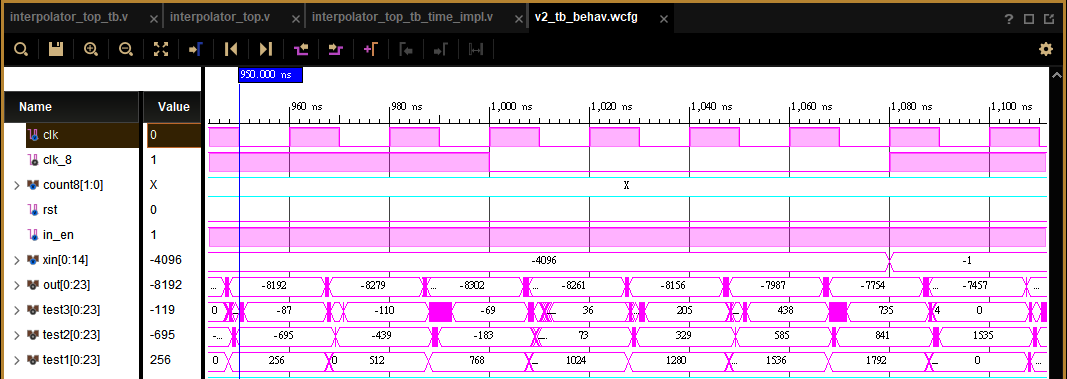 interpolator_top_tb.v × interpolator_top.v × interpolator_top_tb_time_impl.v × v2_tb_behav.wcfg ×
950.000 ns
Name Value
960 ns 980 ns 1,000 ns 1,020 ns 1,040 ns 1,060 ns 1,080 ns 1,100 ns
clk 0
clk_8 1
count8[1:0] X X
rst 0
in_en 1
xin[0:14] -4096 -4096 -1
out[0:23] -8192 ... -8192 -8279 -8302 -8261 -8156 -7987 -7754 -7457 ...
test3[0:23] -119 0 -87 -110 -69 36 205 438 735 4 0
test2[0:23] -695 -... -695 -439 -183 73 329 585 841 1535
test1[0:23] 256 0 256 0 512 768 1024 1280 1536 1792 0